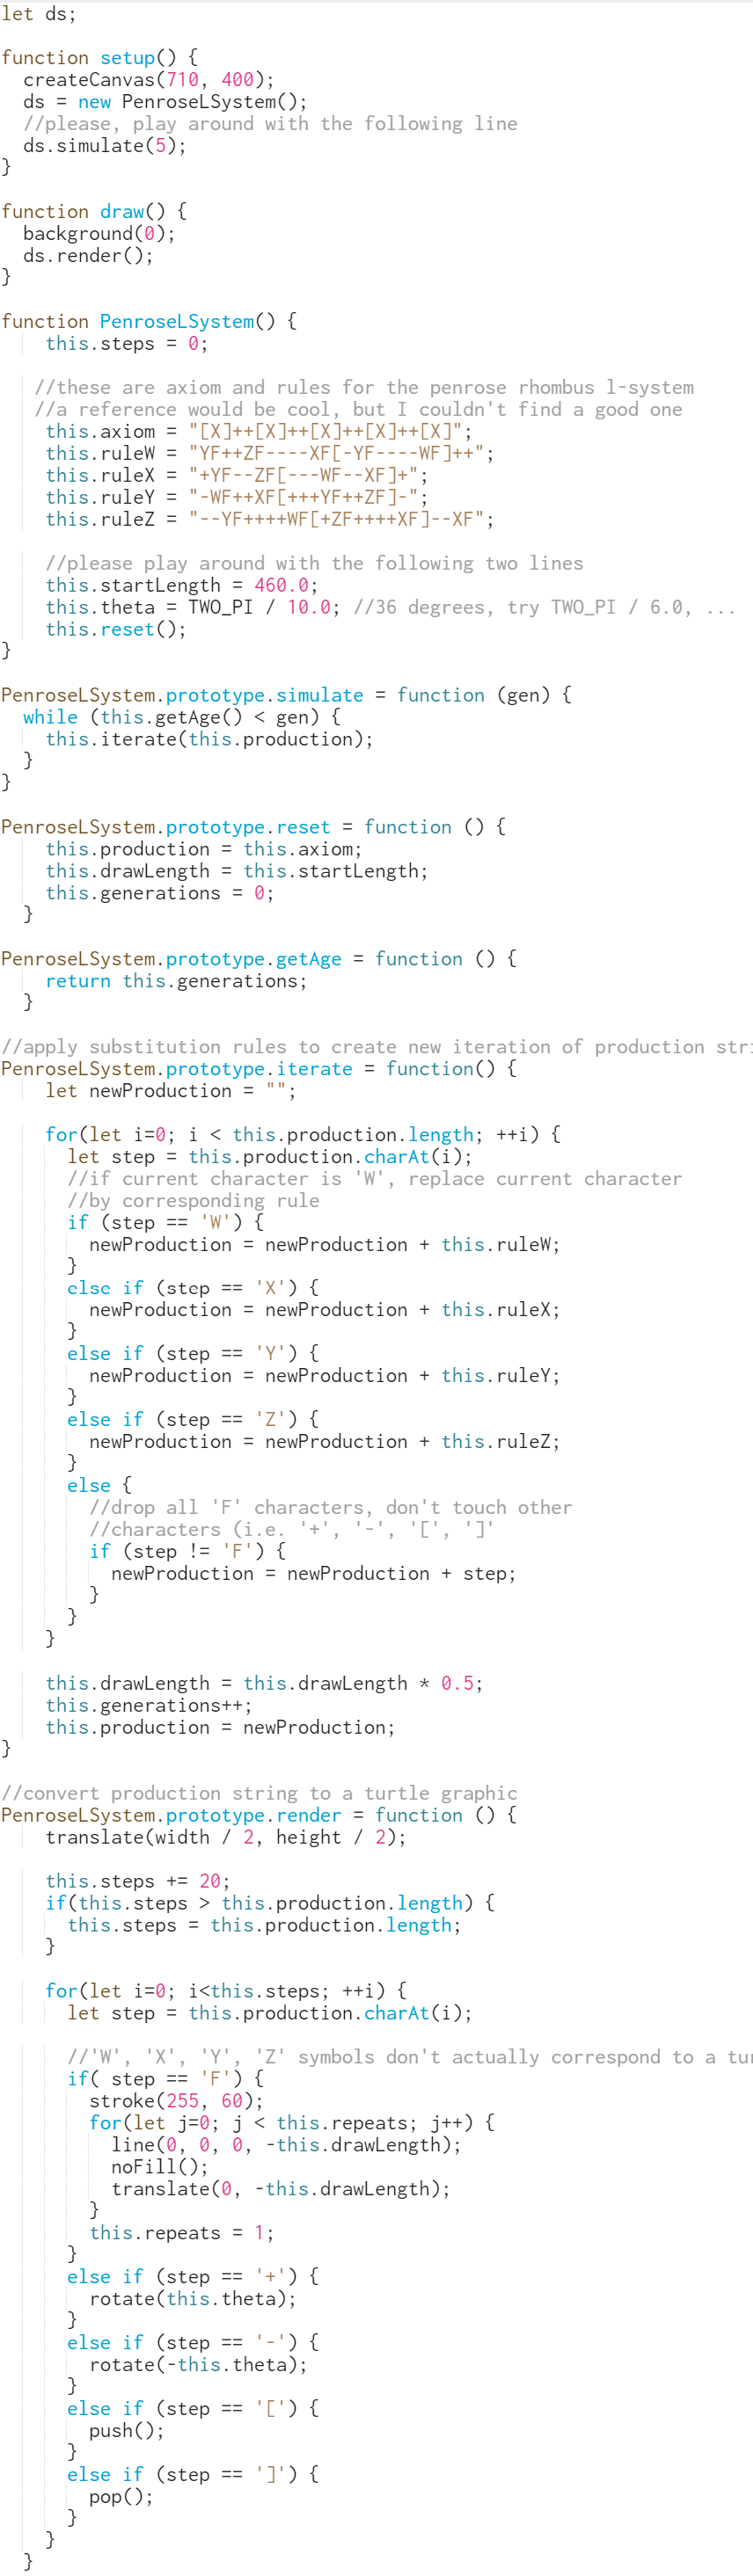 let ds;
function setup() {
createCanvas(710, 400);
ds = new PenroseLSystem();
//please, play around with the following line
ds.simulate(5);
}
function draw() {
background(0);
ds.render();
}
function PenroseLSystem() {
this.steps = 0;
//these are axiom and rules for the penrose rhombus l-system
//a reference would be cool, but I couldn't find a good one
this.axiom = "[X]++[X]++[X]++[X]++[X]";
this.ruleW = "YF++ZF----XF[-YF----WF]++";
this.ruleX = "+YF--ZF[---WF--XF]+";
this.ruleY = "-WF++XF[+++YF++ZF]-";
this.ruleZ = "--YF++++WF[+ZF++++XF]--XF";
//please play around with the following two lines
this.startLength = 460.0;
this.theta = TWO_PI / 10.0; //36 degrees, try TWO_PI / 6.0, ...
this.reset();
}
PenroseLSystem.prototype.simulate = function (gen) {
while (this.getAge() < gen) {
this.iterate(this.production);
}
}
PenroseLSystem.prototype.reset = function () {
this.production = this.axiom;
this.drawLength = this.startLength;
this.generations = 0;
}
PenroseLSystem.prototype.getAge = function () {
return this.generations;
}
//apply substitution rules to create new iteration of production stri
PenroseLSystem.prototype.iterate = function() {
let newProduction = "";
for(let i=0; i < this.production.length; ++i) {
let step = this.production.charAt(i);
//if current character is 'W', replace current character
//by corresponding rule
if (step == 'W') {
newProduction = newProduction + this.ruleW;
}
else if (step == 'X') {
newProduction = newProduction + this.ruleX;
}
else if (step == 'Y') {
newProduction = newProduction + this.ruleY;
}
else if (step == 'Z') {
newProduction = newProduction + this.ruleZ;
}
else {
//drop all 'F' characters, don't touch other
//characters (i.e. '+', '-', '[', ']'
if (step != 'F') {
newProduction = newProduction + step;
}
}
}
this.drawLength = this.drawLength * 0.5;
this.generations++;
this.production = newProduction;
}
//convert production string to a turtle graphic
PenroseLSystem.prototype.render = function () {
translate(width / 2, height / 2);
this.steps += 20;
if(this.steps > this.production.length) {
this.steps = this.production.length;
}
for(let i=0; i<this.steps; ++i) {
let step = this.production.charAt(i);
//'W', 'X', 'Y', 'Z' symbols don't actually correspond to a tur
if( step == 'F') {
stroke(255, 60);
for(let j=0; j < this.repeats; j++) {
line(0, 0, 0, -this.drawLength);
noFill();
translate(0, -this.drawLength);
}
this.repeats = 1;
}
else if (step == '+') {
rotate(this.theta);
}
else if (step == '-') {
rotate(-this.theta);
}
else if (step == '[') {
push();
}
else if (step == ']') {
pop();
}
}
}